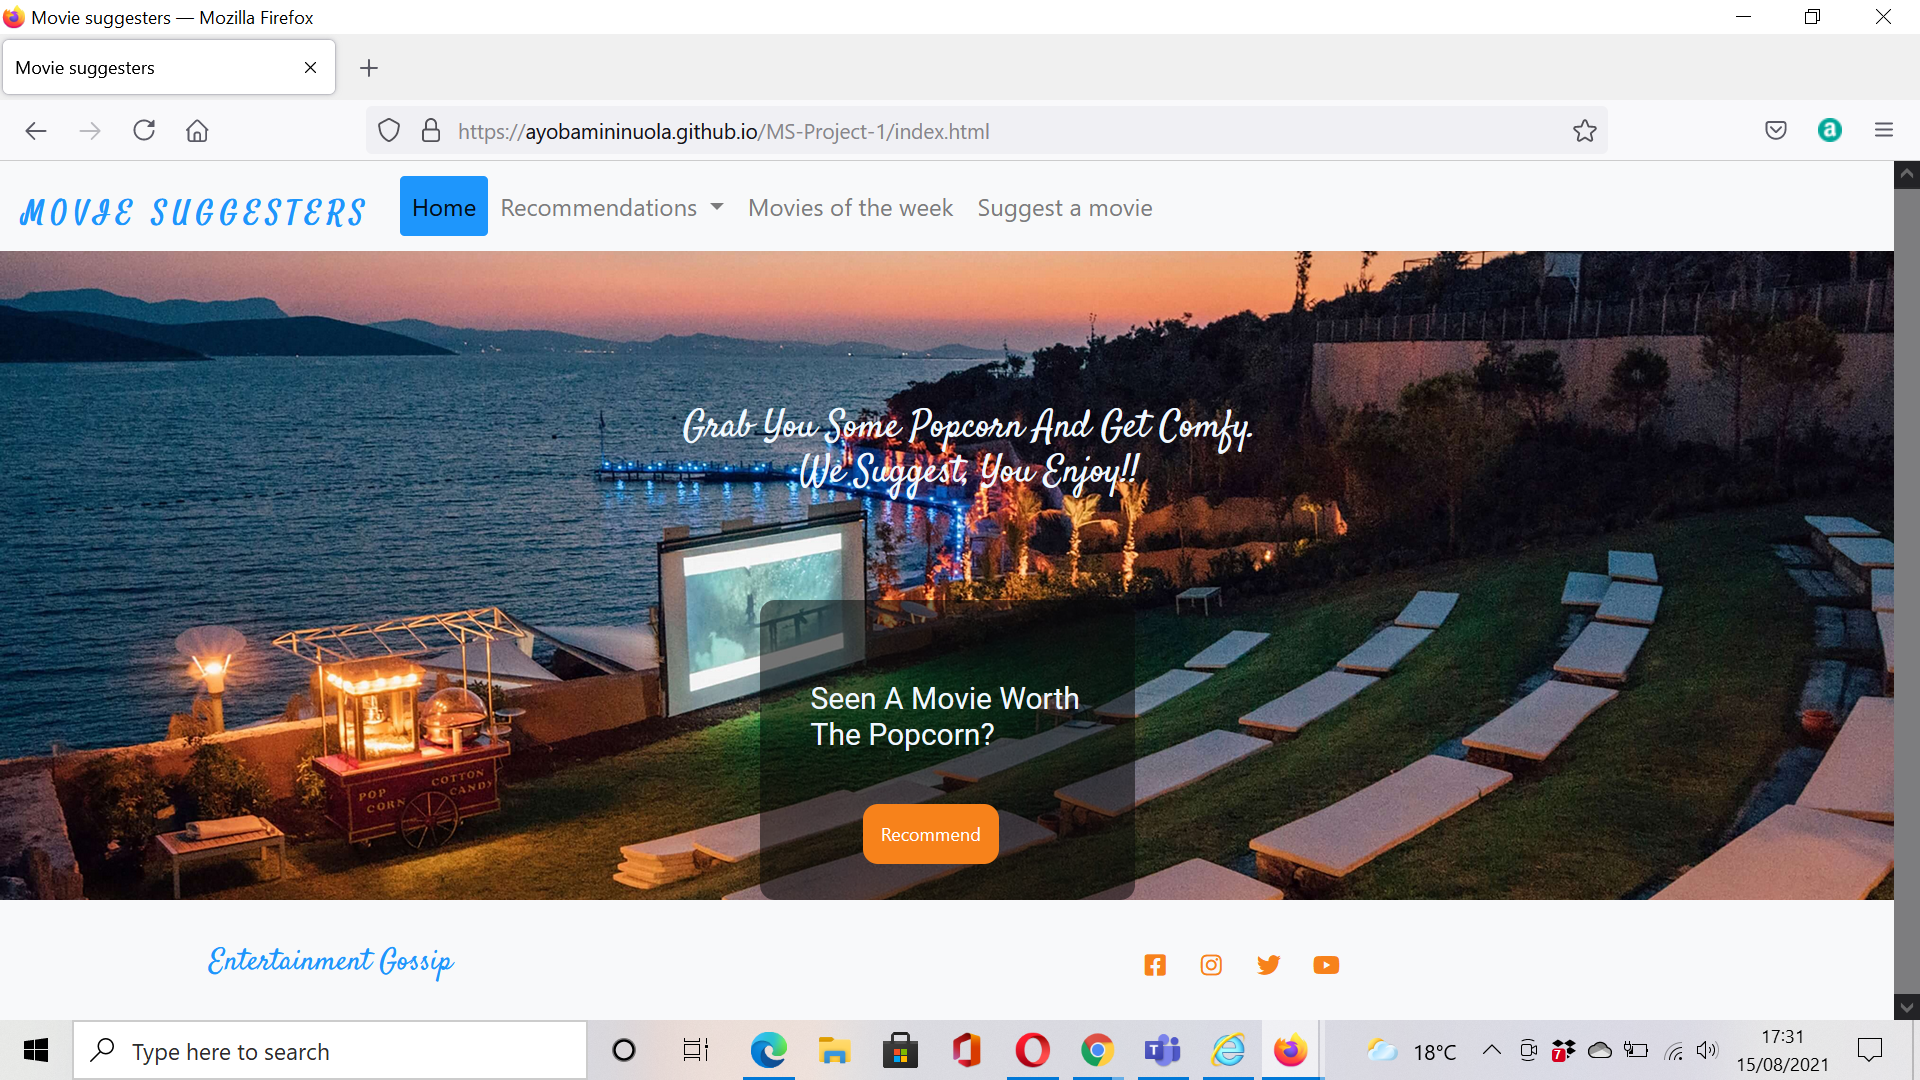 Movie suggesters — Mozilla Firefox
Movie suggesters
https://ayobamininuola.github.io/MS-Project-1/index.html
MOVIE SUGGESTERS
Home
Recommendations
Movies of the week
Suggest a movie
Grab You Some Popcorn And Get Comfy.
We Suggest, You Enjoy!!
POP
CORN
COTTON
CANDY
Seen A Movie Worth
The Popcorn?
Recommend
Entertainment Gossip
Type here to search
18°C
7
17:31
15/08/2021